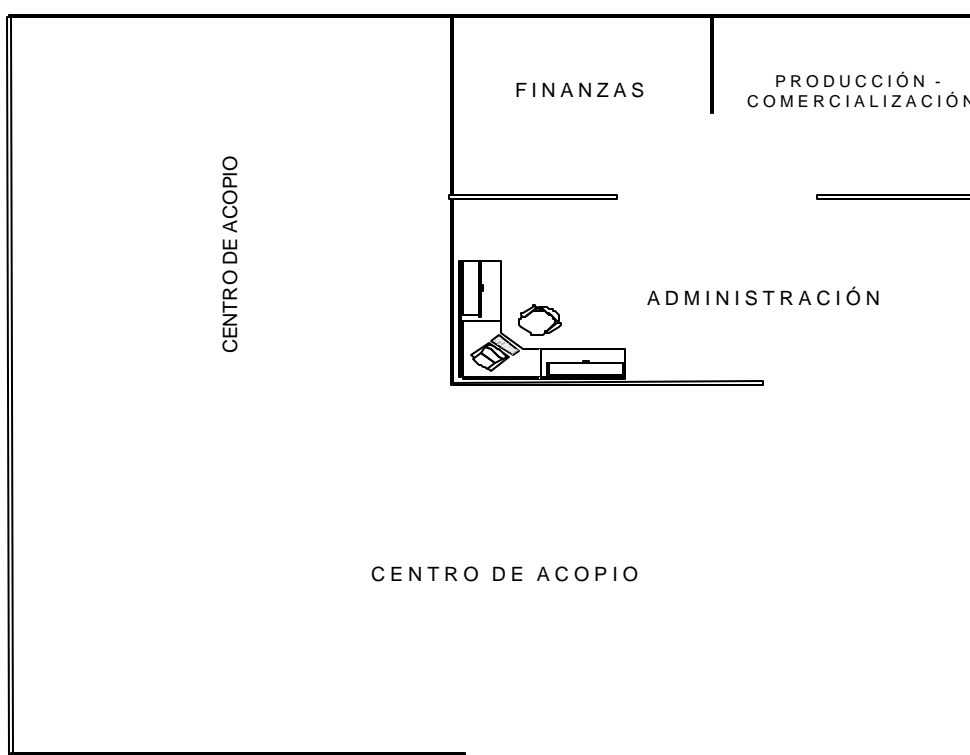 FINANZAS
PRODUCCIÓN -
COMERCIALIZACIÓN
CENTRO DE ACOPIO
ADMINISTRACIÓN
CENTRO DE ACOPIO